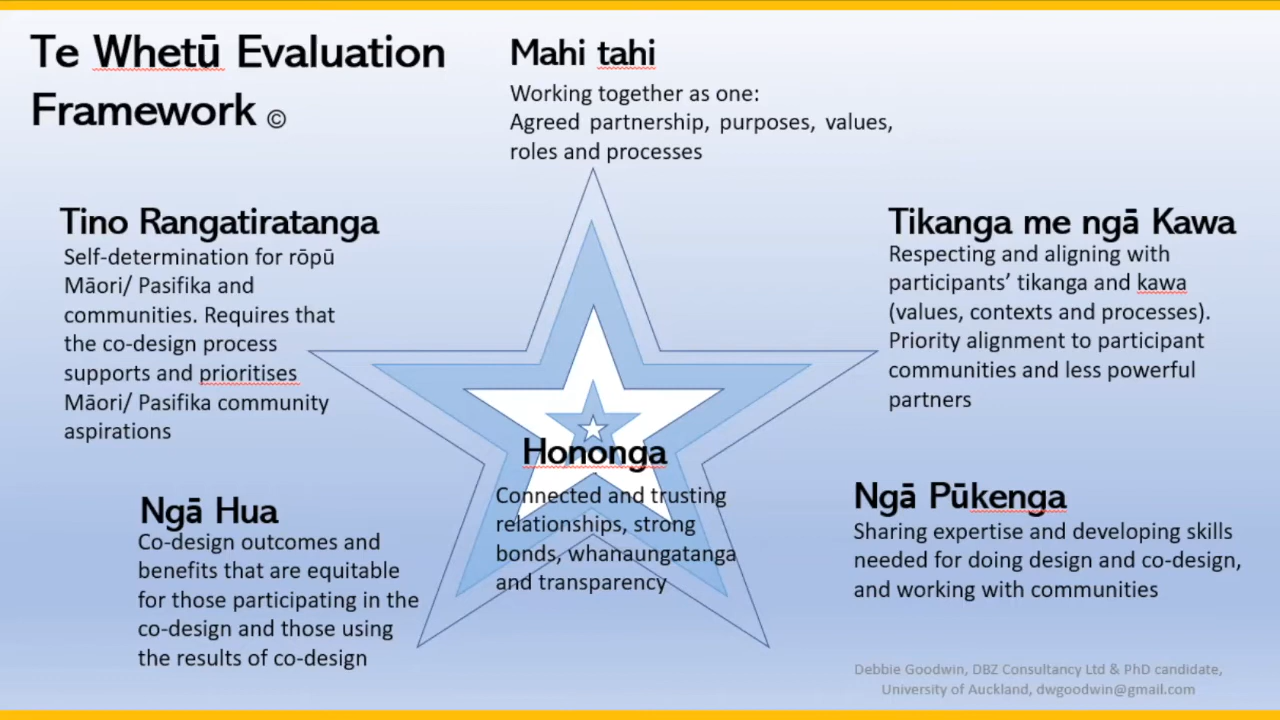 Te Whetū Evaluation
Framework ©
Mahi tahi
Working together as one:
Agreed partnership, purposes, values,
roles and processes
Tino Rangatiratanga
Self-determination for rōpū
Māori/ Pasifika and
communities. Requires that
the co-design process
supports and prioritises
Māori/ Pasifika community
aspirations
Tikanga me ngā Kawa
Respecting and aligning with
participants’ tikanga and kawa
(values, contexts and processes).
Priority alignment to participant
communities and less powerful
partners
Hononga
Connected and trusting
relationships, strong
bonds, whanaungatanga
and transparency
Ngā Hua
Co-design outcomes and
benefits that are equitable
for those participating in the
co-design and those using
the results of co-design
Ngā Pūkenga
Sharing expertise and developing skills
needed for doing design and co-design,
and working with communities
Debbie Goodwin, DBZ Consultancy Ltd & PhD candidate,
University of Auckland, dwgoodwin@gmail.com